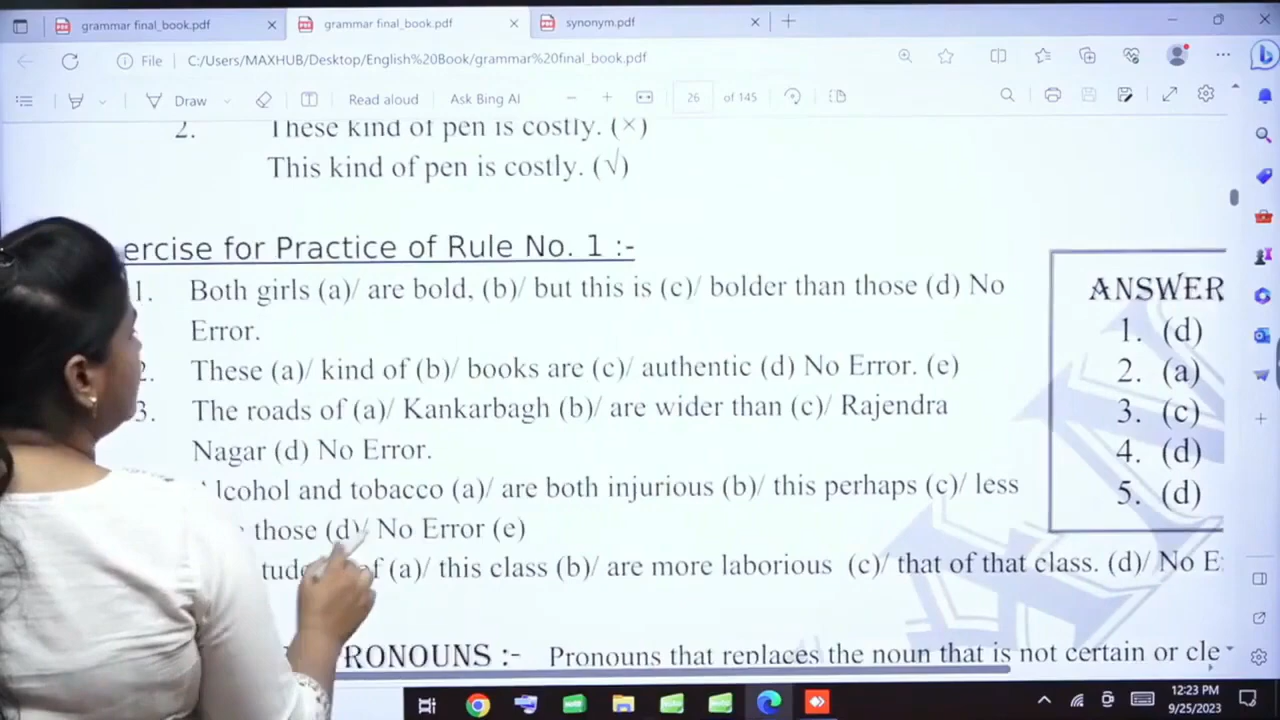 grammar final_book.pdf
grammar final_book.pdf
synonym.pdf
File C:/Users/MAXHUB/Desktop/English%20Book/grammar%20final_book.pdf
Draw Read aloud Ask Bing AI 26 of 145
2. These kind of pen is costly. (×)
This kind of pen is costly. (√)
ercise for Practice of Rule No. 1 :-
1. Both girls (a)/ are bold, (b)/ but this is (c)/ bolder than those (d) No
Error.
2. These (a)/ kind of (b)/ books are (c)/ authentic (d) No Error. (e)
3. The roads of (a)/ Kankarbagh (b)/ are wider than (c)/ Rajendra
Nagar (d) No Error.
lcohol and tobacco (a)/ are both injurious (b)/ this perhaps (c)/ less
those (d)/ No Error (e)
tude of (a)/ this class (b)/ are more laborious (c)/ that of that class. (d)/ No E
RONOUNS :- Pronouns that replaces the noun that is not certain or cle
ANSWER
1. (d)
2. (a)
3. (c)
4. (d)
5. (d)
12:23 PM
9/25/2023